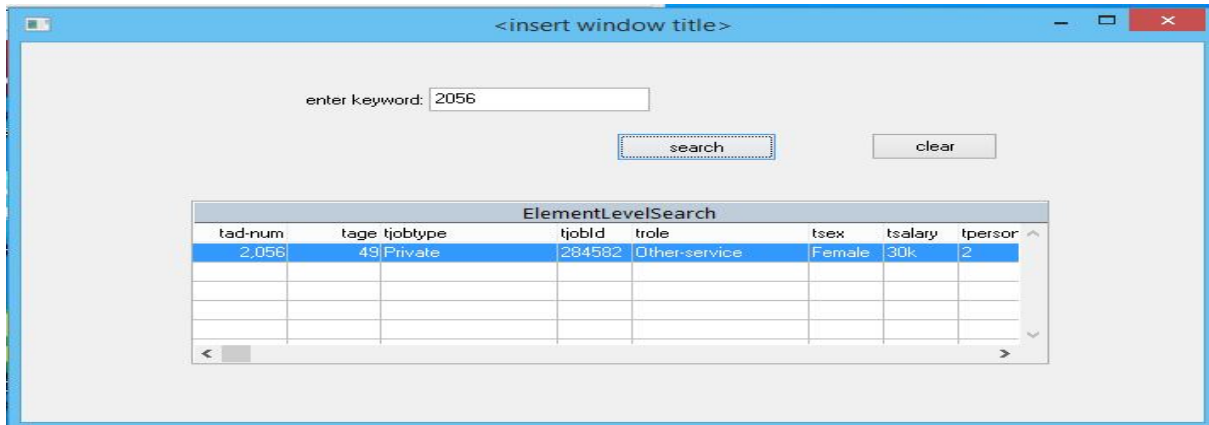 <insert window title>
enter keyword: 2056
search clear
ElementLevelSearch
tad-num tage tjobtype tjobId trole tsex tsalary tperson
2,056 49 Private 284582 Other-service Female 30k 2